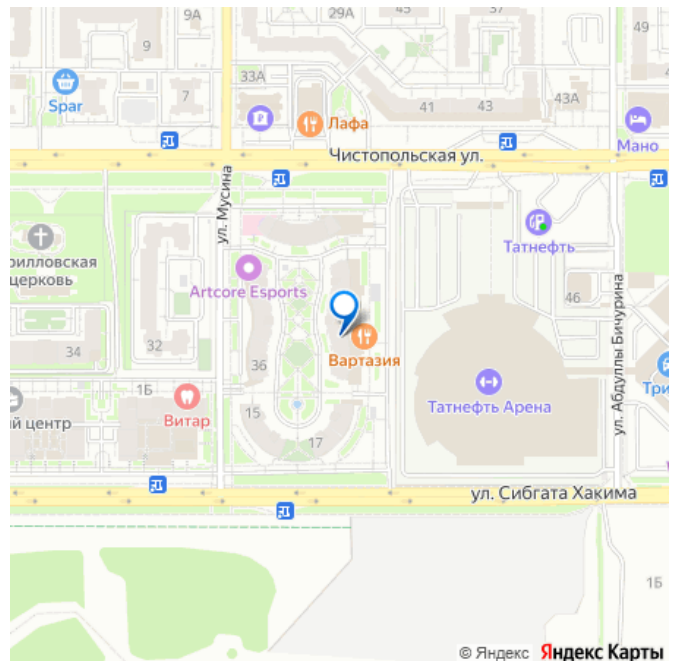 9А
29А
45
49
9
Spar
7
33А
Лафа
41
43
43А
Мано
Чистопольская ул.
ул. Мусина
рилловская
церковь
Artcore Esports
Татнефть
46
ул. Абдуллы Бичурина
34
32
36
Вартазия
Татнефть Арена
Три
1Б
Витар
15
17
ий центр
ул. Сибгата Хакима
1Б
© Яндекс Яндекс Карты